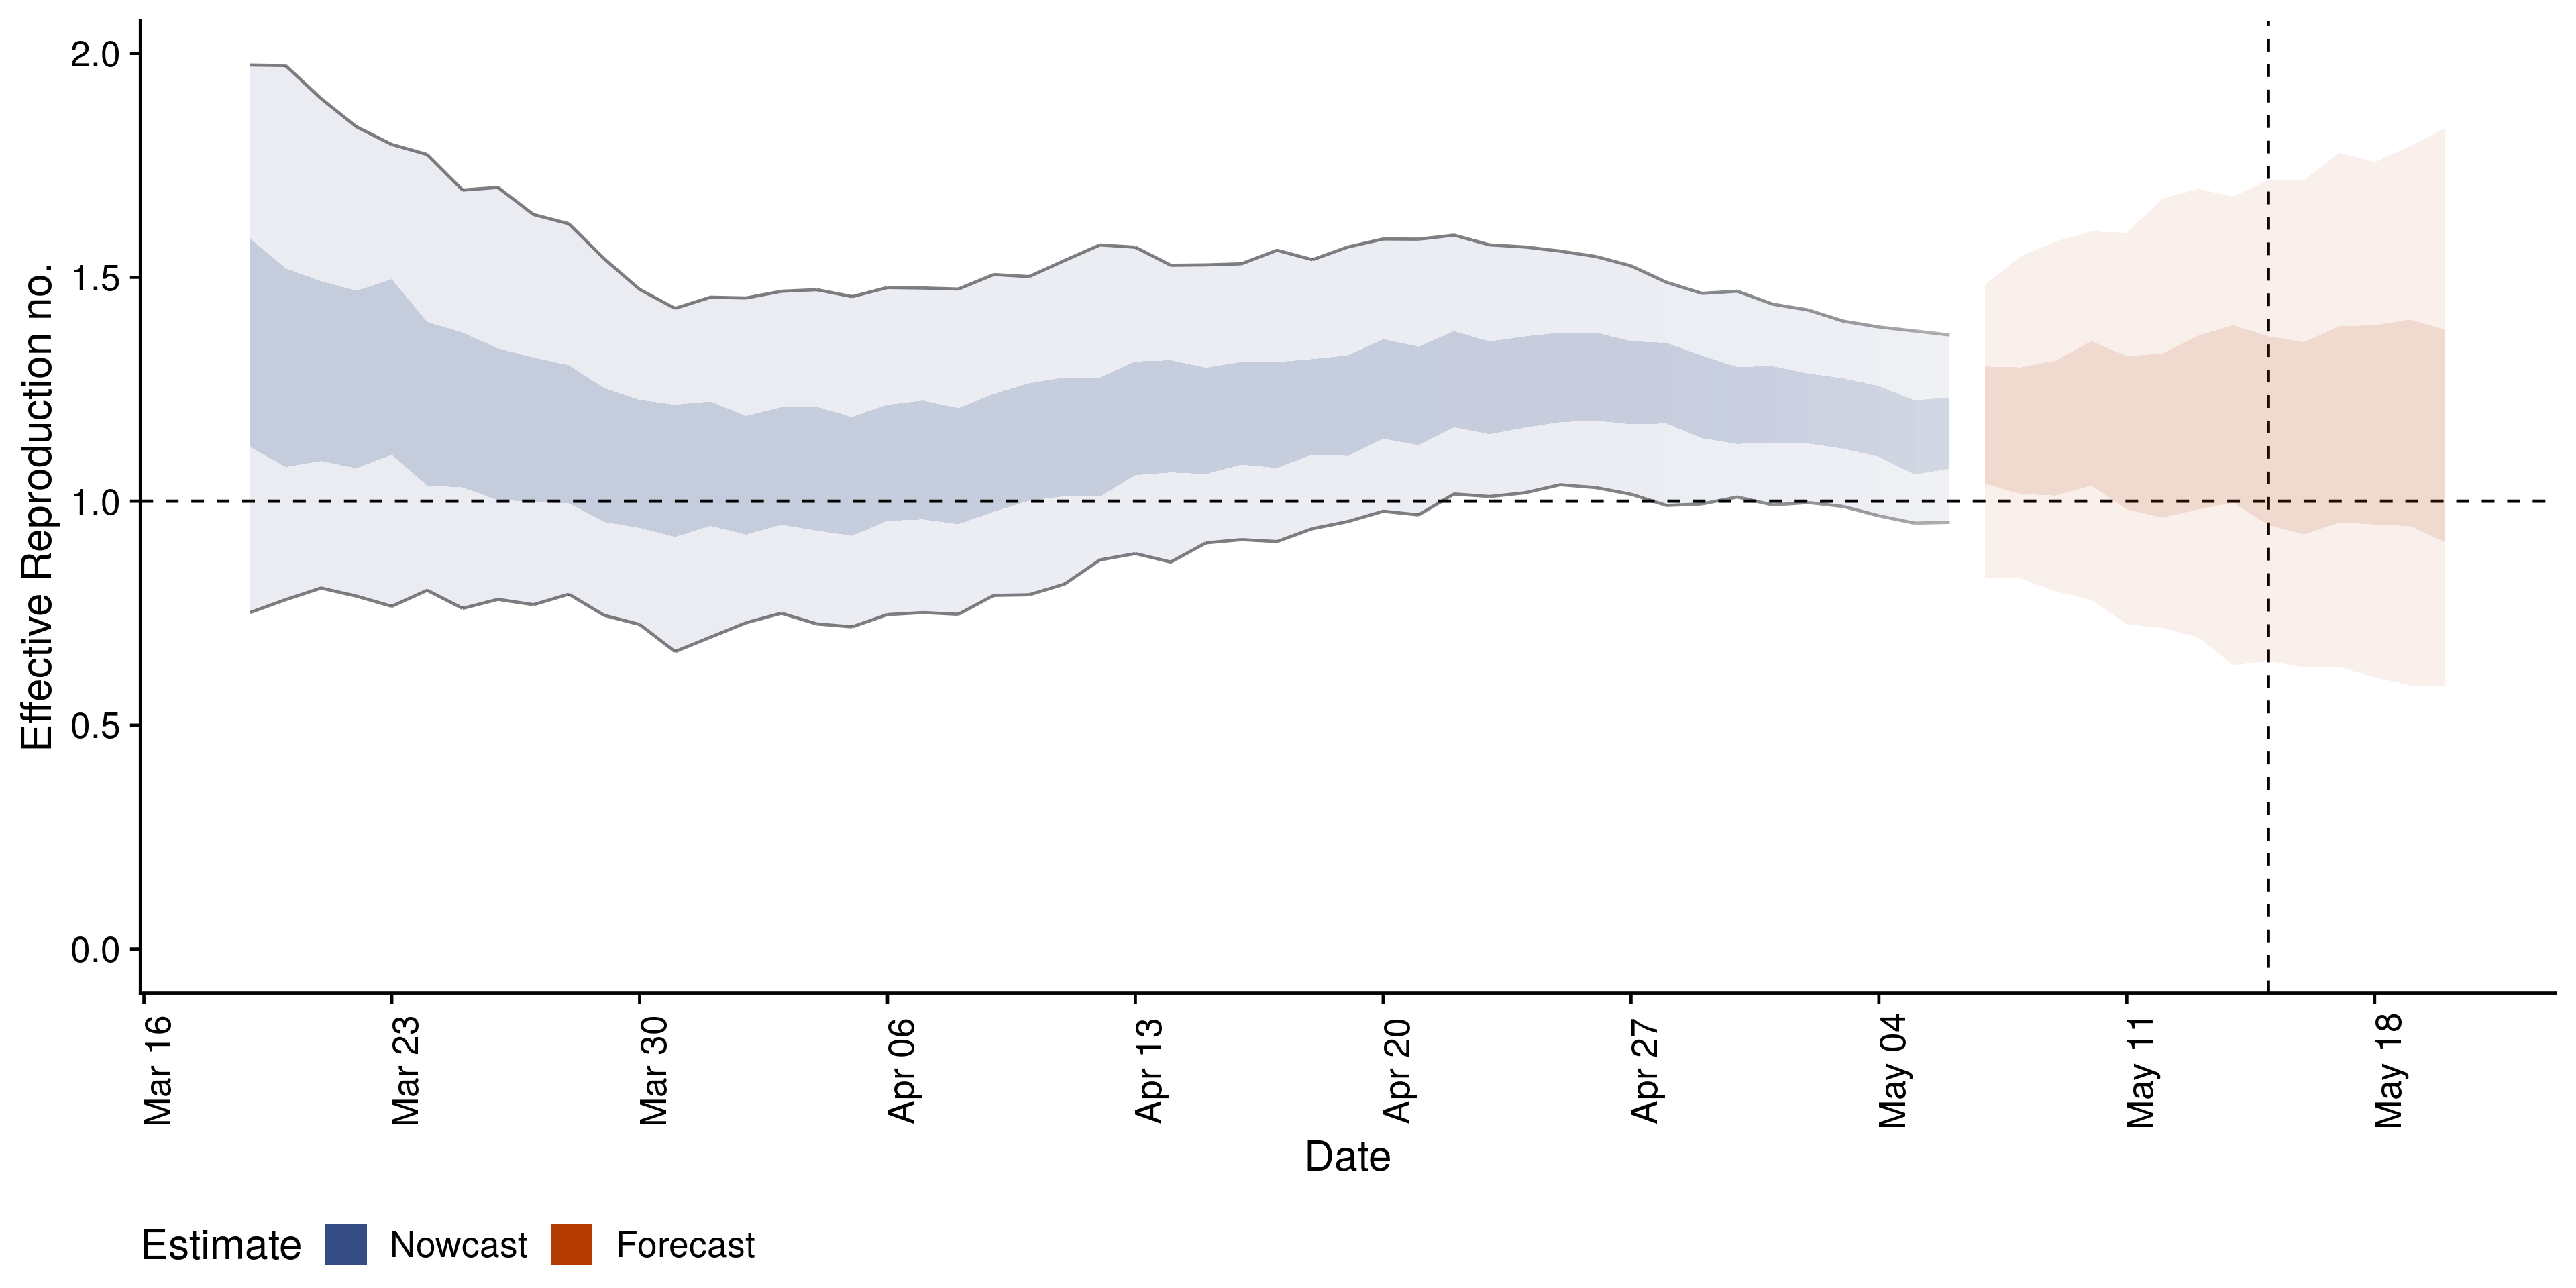 Effective Reproduction no.
2.0
1.5
1.0
0.5
0.0
Mar 16
Mar 23
Mar 30
Apr 06
Apr 13
Apr 20
Apr 27
May 04
May 11
May 18
Date
Estimate Nowcast Forecast